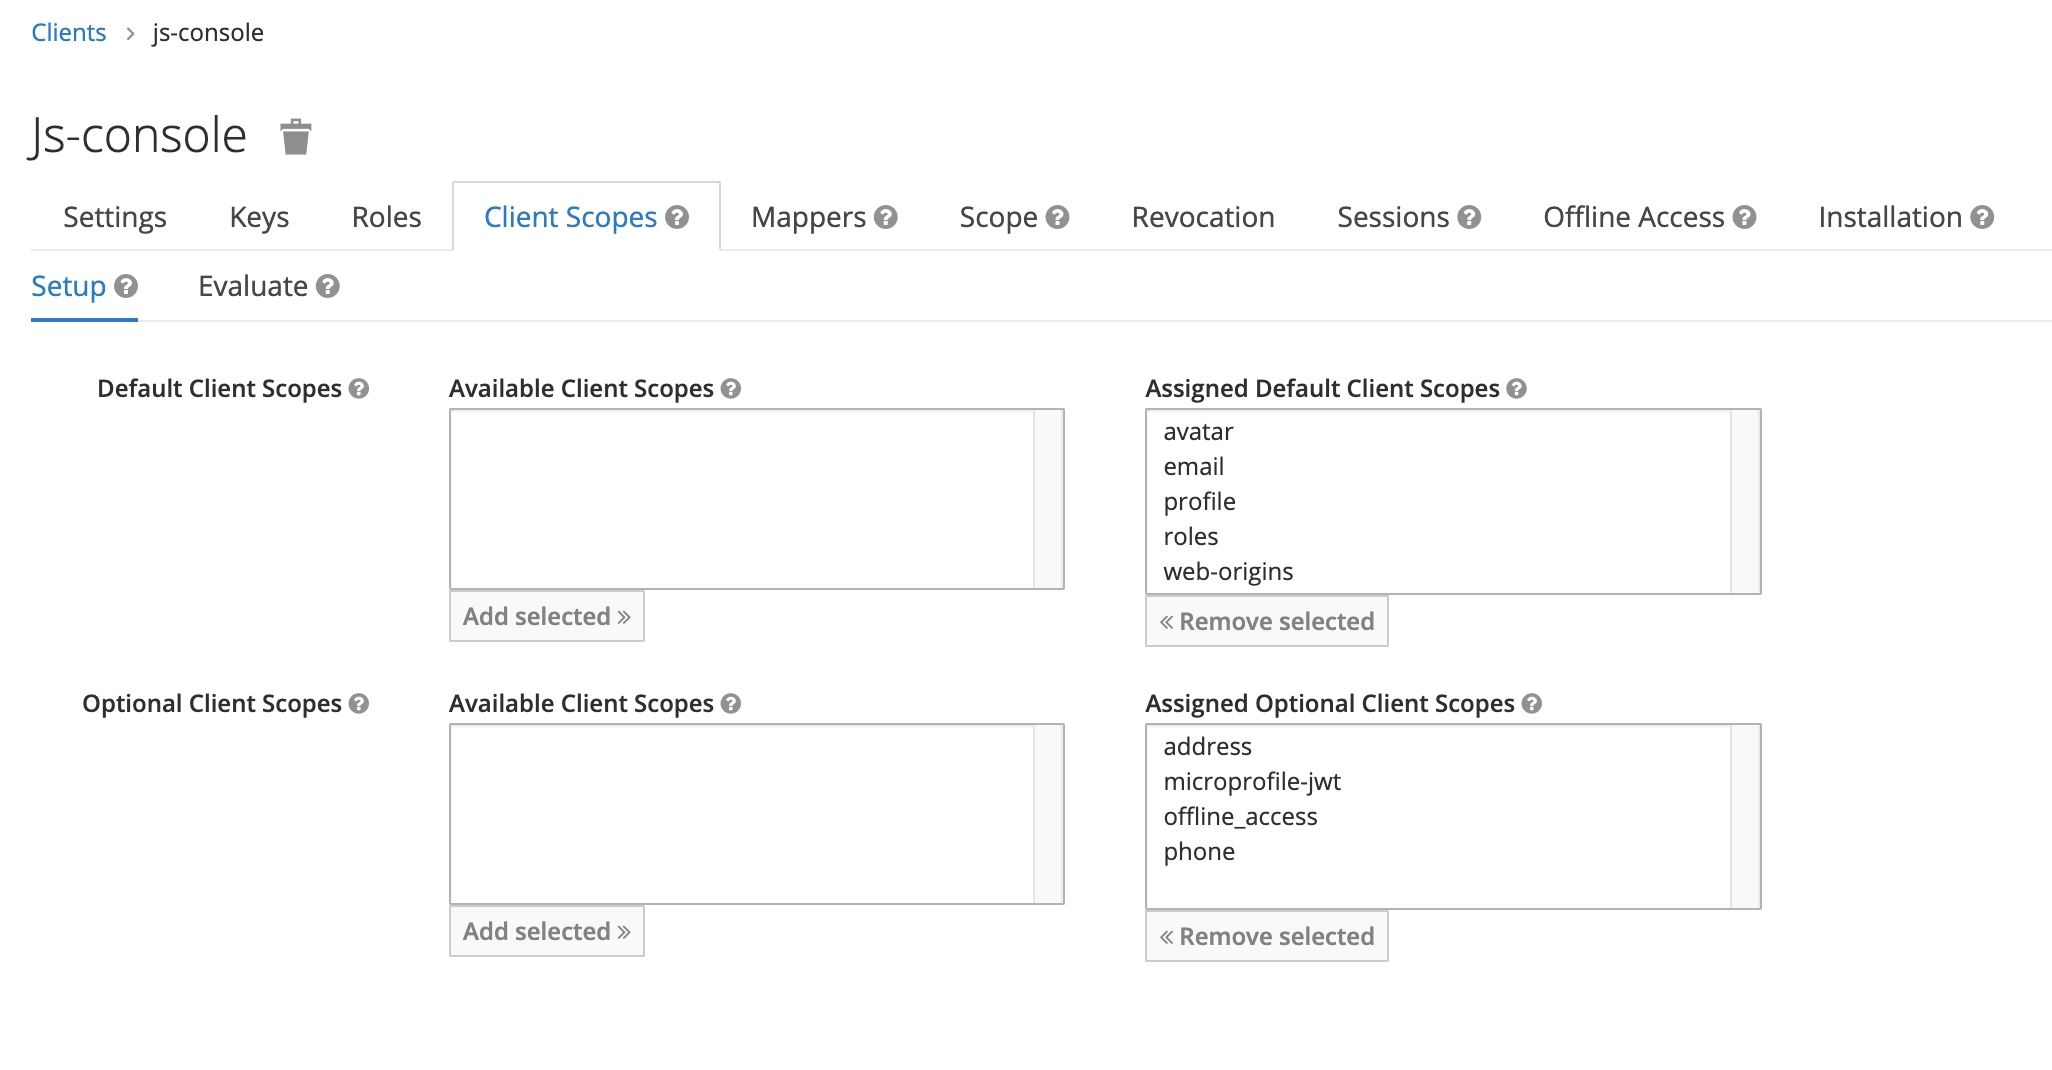 Clients > js-console
Js-console
Settings Keys Roles Client Scopes ? Mappers ? Scope ? Revocation Sessions ? Offline Access ? Installation ?
Setup ? Evaluate ?
Default Client Scopes ? Available Client Scopes ? Assigned Default Client Scopes ?
avatar
email
profile
roles
web-origins
Add selected » « Remove selected
Optional Client Scopes ? Available Client Scopes ? Assigned Optional Client Scopes ?
address
microprofile-jwt
offline_access
phone
Add selected » « Remove selected